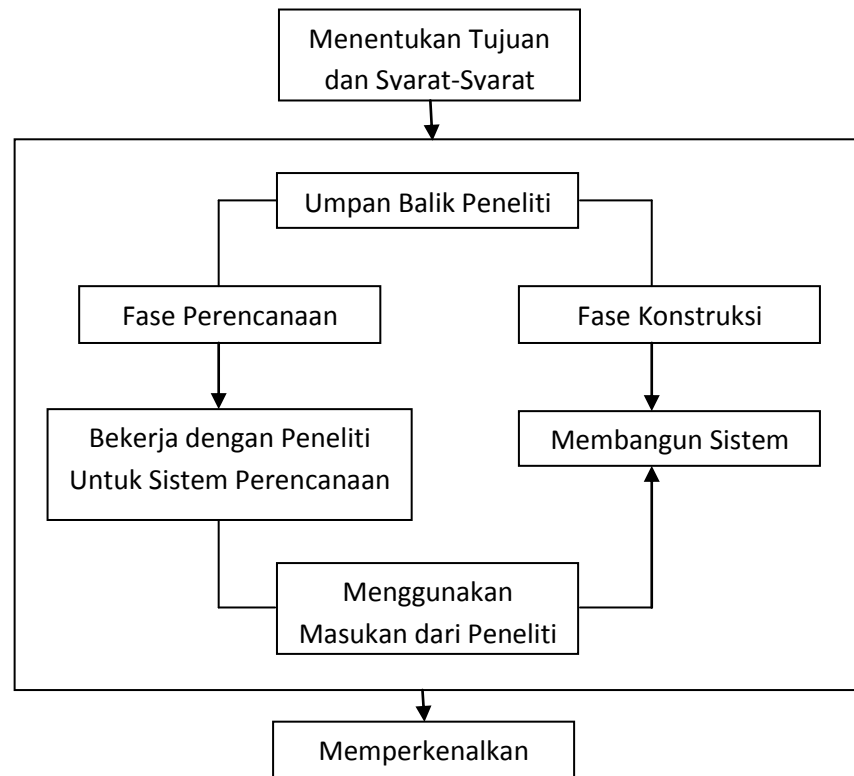 Menentukan Tujuan
dan Syarat-Syarat
Umpan Balik Peneliti
Fase Perencanaan
Fase Konstruksi
Bekerja dengan Peneliti
Untuk Sistem Perencanaan
Membangun Sistem
Menggunakan
Masukan dari Peneliti
Memperkenalkan